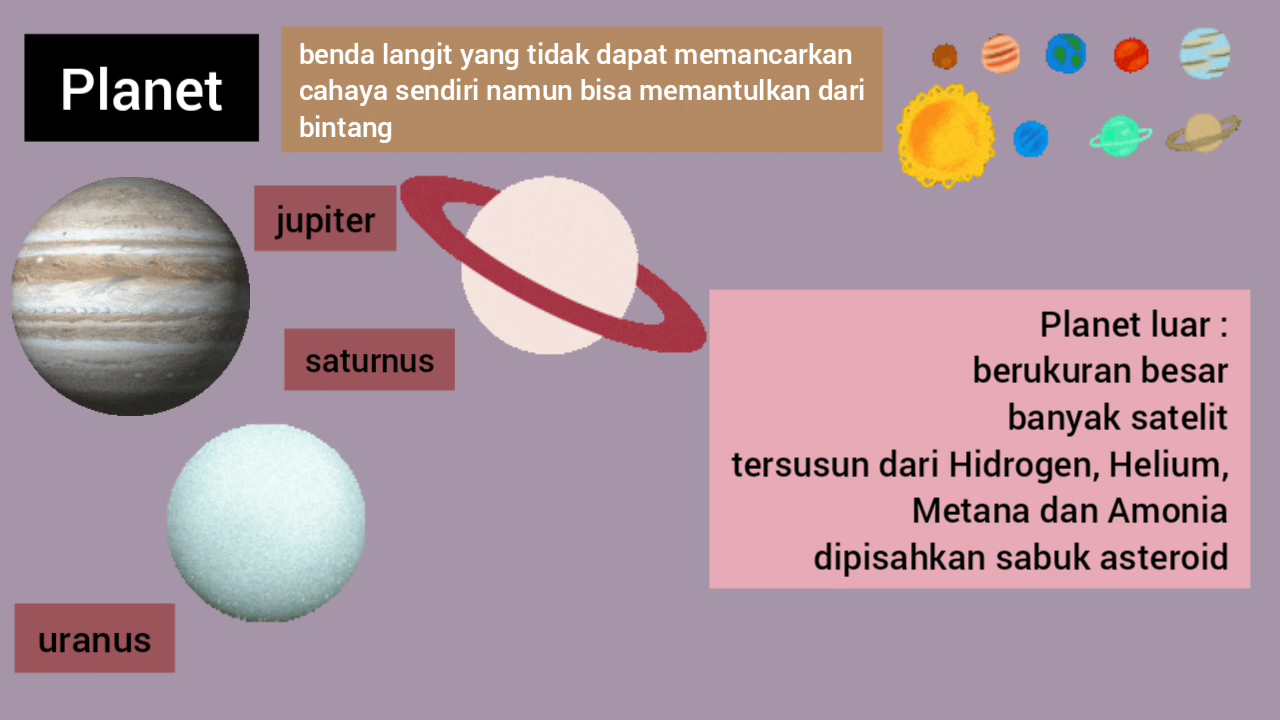 Planet
benda langit yang tidak dapat memancarkan
cahaya sendiri namun bisa memantulkan dari
bintang
jupiter
saturnus
Planet luar :
berukuran besar
banyak satelit
tersusun dari Hidrogen, Helium,
Metana dan Amonia
dipisahkan sabuk asteroid
uranus